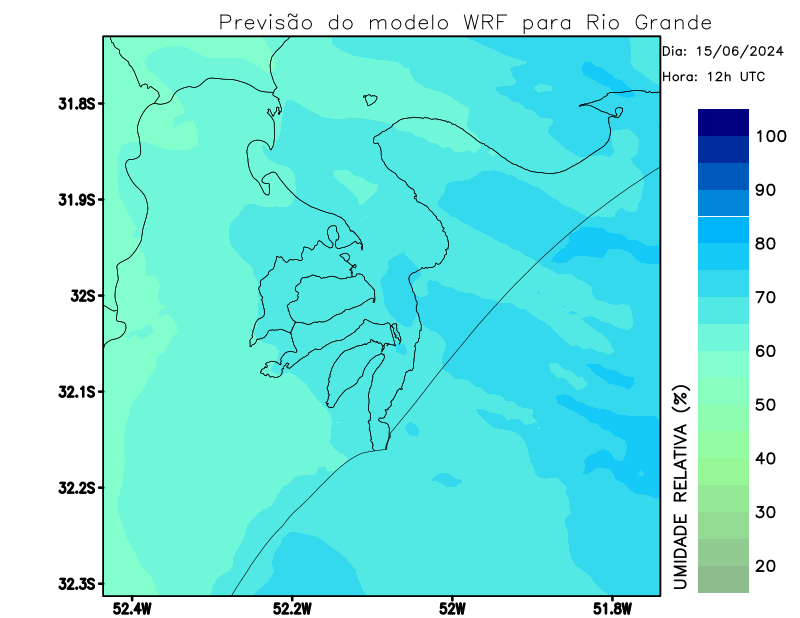 Previsão do modelo WRF para Rio Grande
Dia: 15/06/2024
Hora: 12h UTC
31.8S
31.9S
32S
32.1S
32.2S
32.3S
52.4W
52.2W
52W
51.8W
UMIDADE RELATIVA (%)
100
90
80
70
60
50
40
30
20